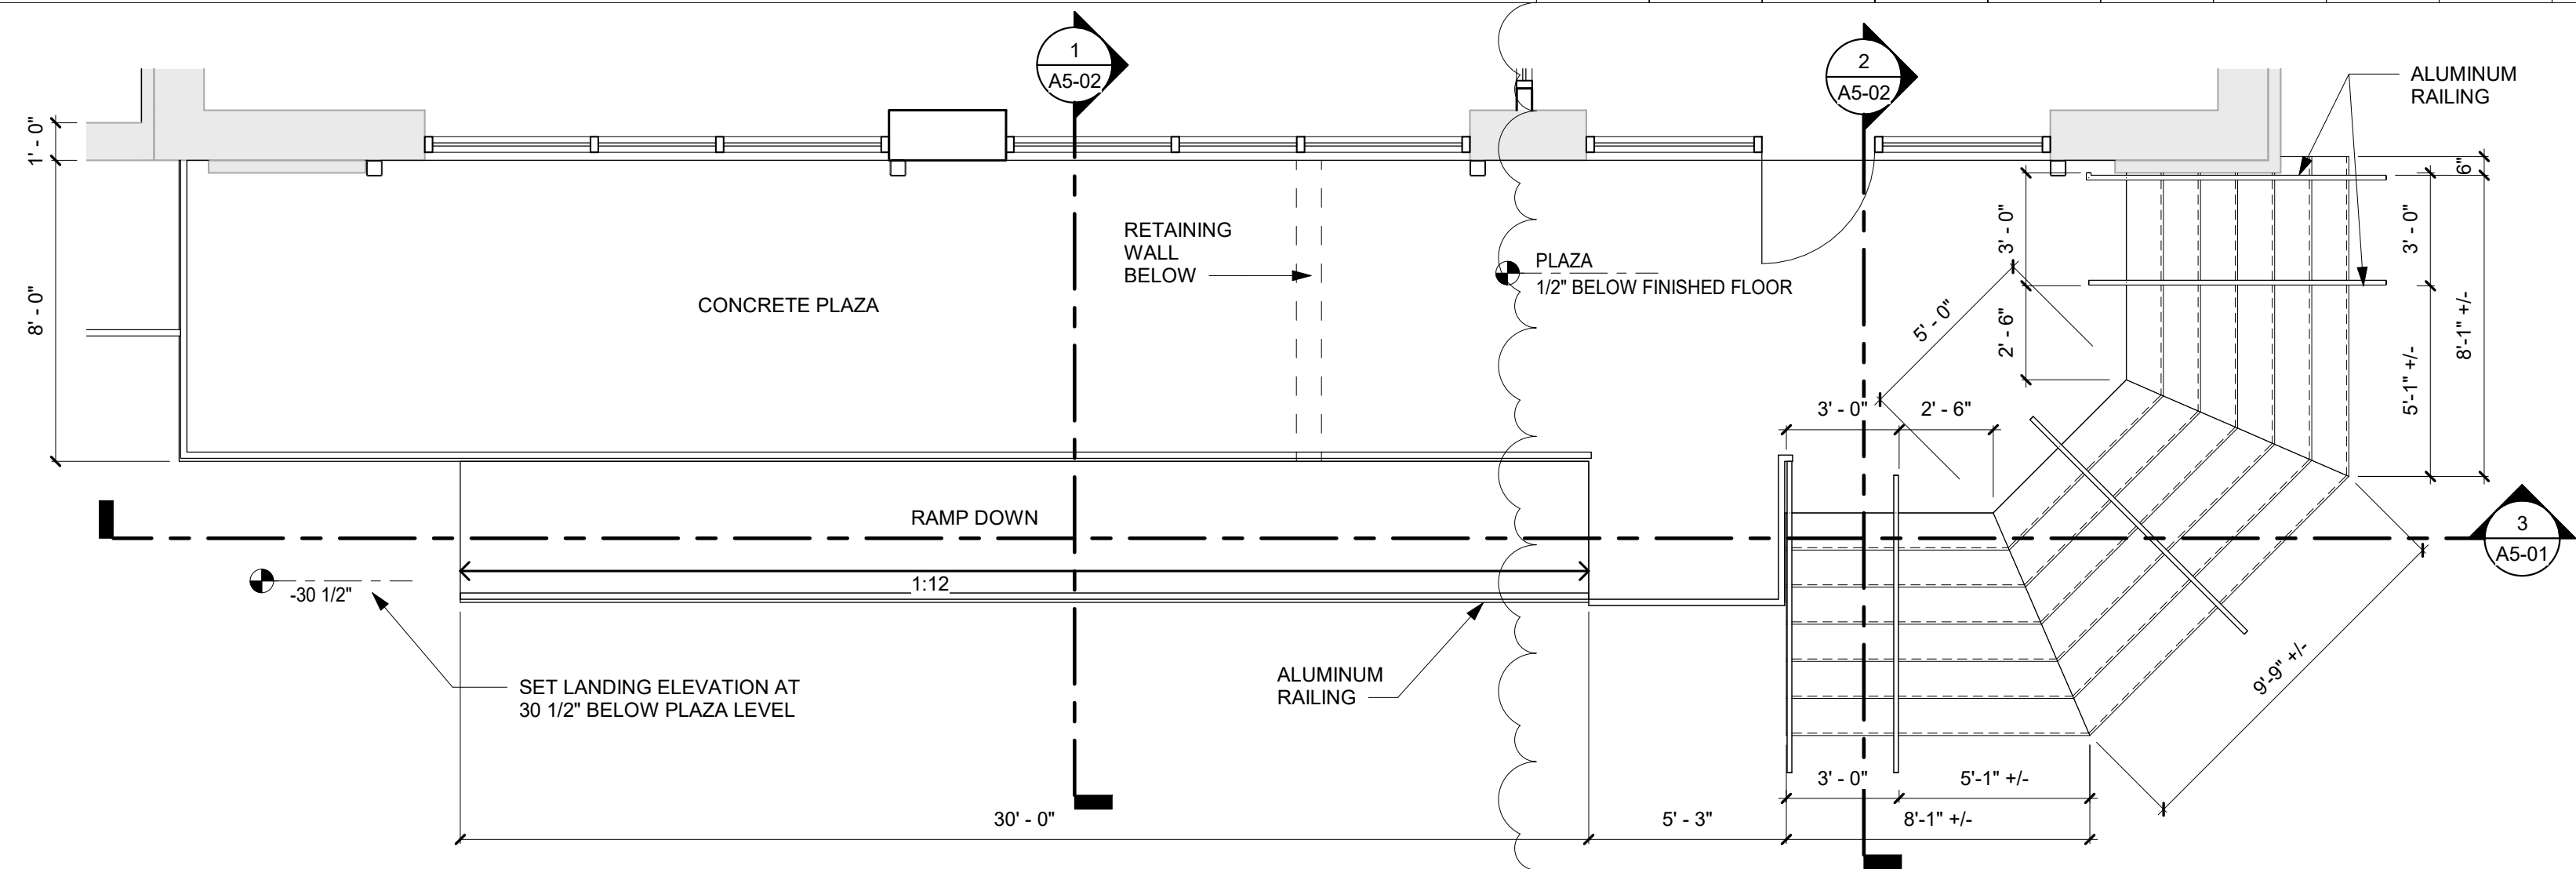 1
A5-02
2
A5-02
ALUMINUM
RAILING
1' - 0"
8' - 0"
RETAINING
WALL
BELOW
CONCRETE PLAZA
PLAZA
1/2" BELOW FINISHED FLOOR
3' - 0"
2' - 6"
5' - 0"
6"
3' - 0"
5'-1" +/-
8'-1" +/-
3' - 0"
2' - 6"
RAMP DOWN
1:12
-30 1/2"
SET LANDING ELEVATION AT
30 1/2" BELOW PLAZA LEVEL
ALUMINUM
RAILING
3
A5-01
9'-9" +/-
3' - 0"
5'-1" +/-
30' - 0"
5' - 3"
8'-1" +/-